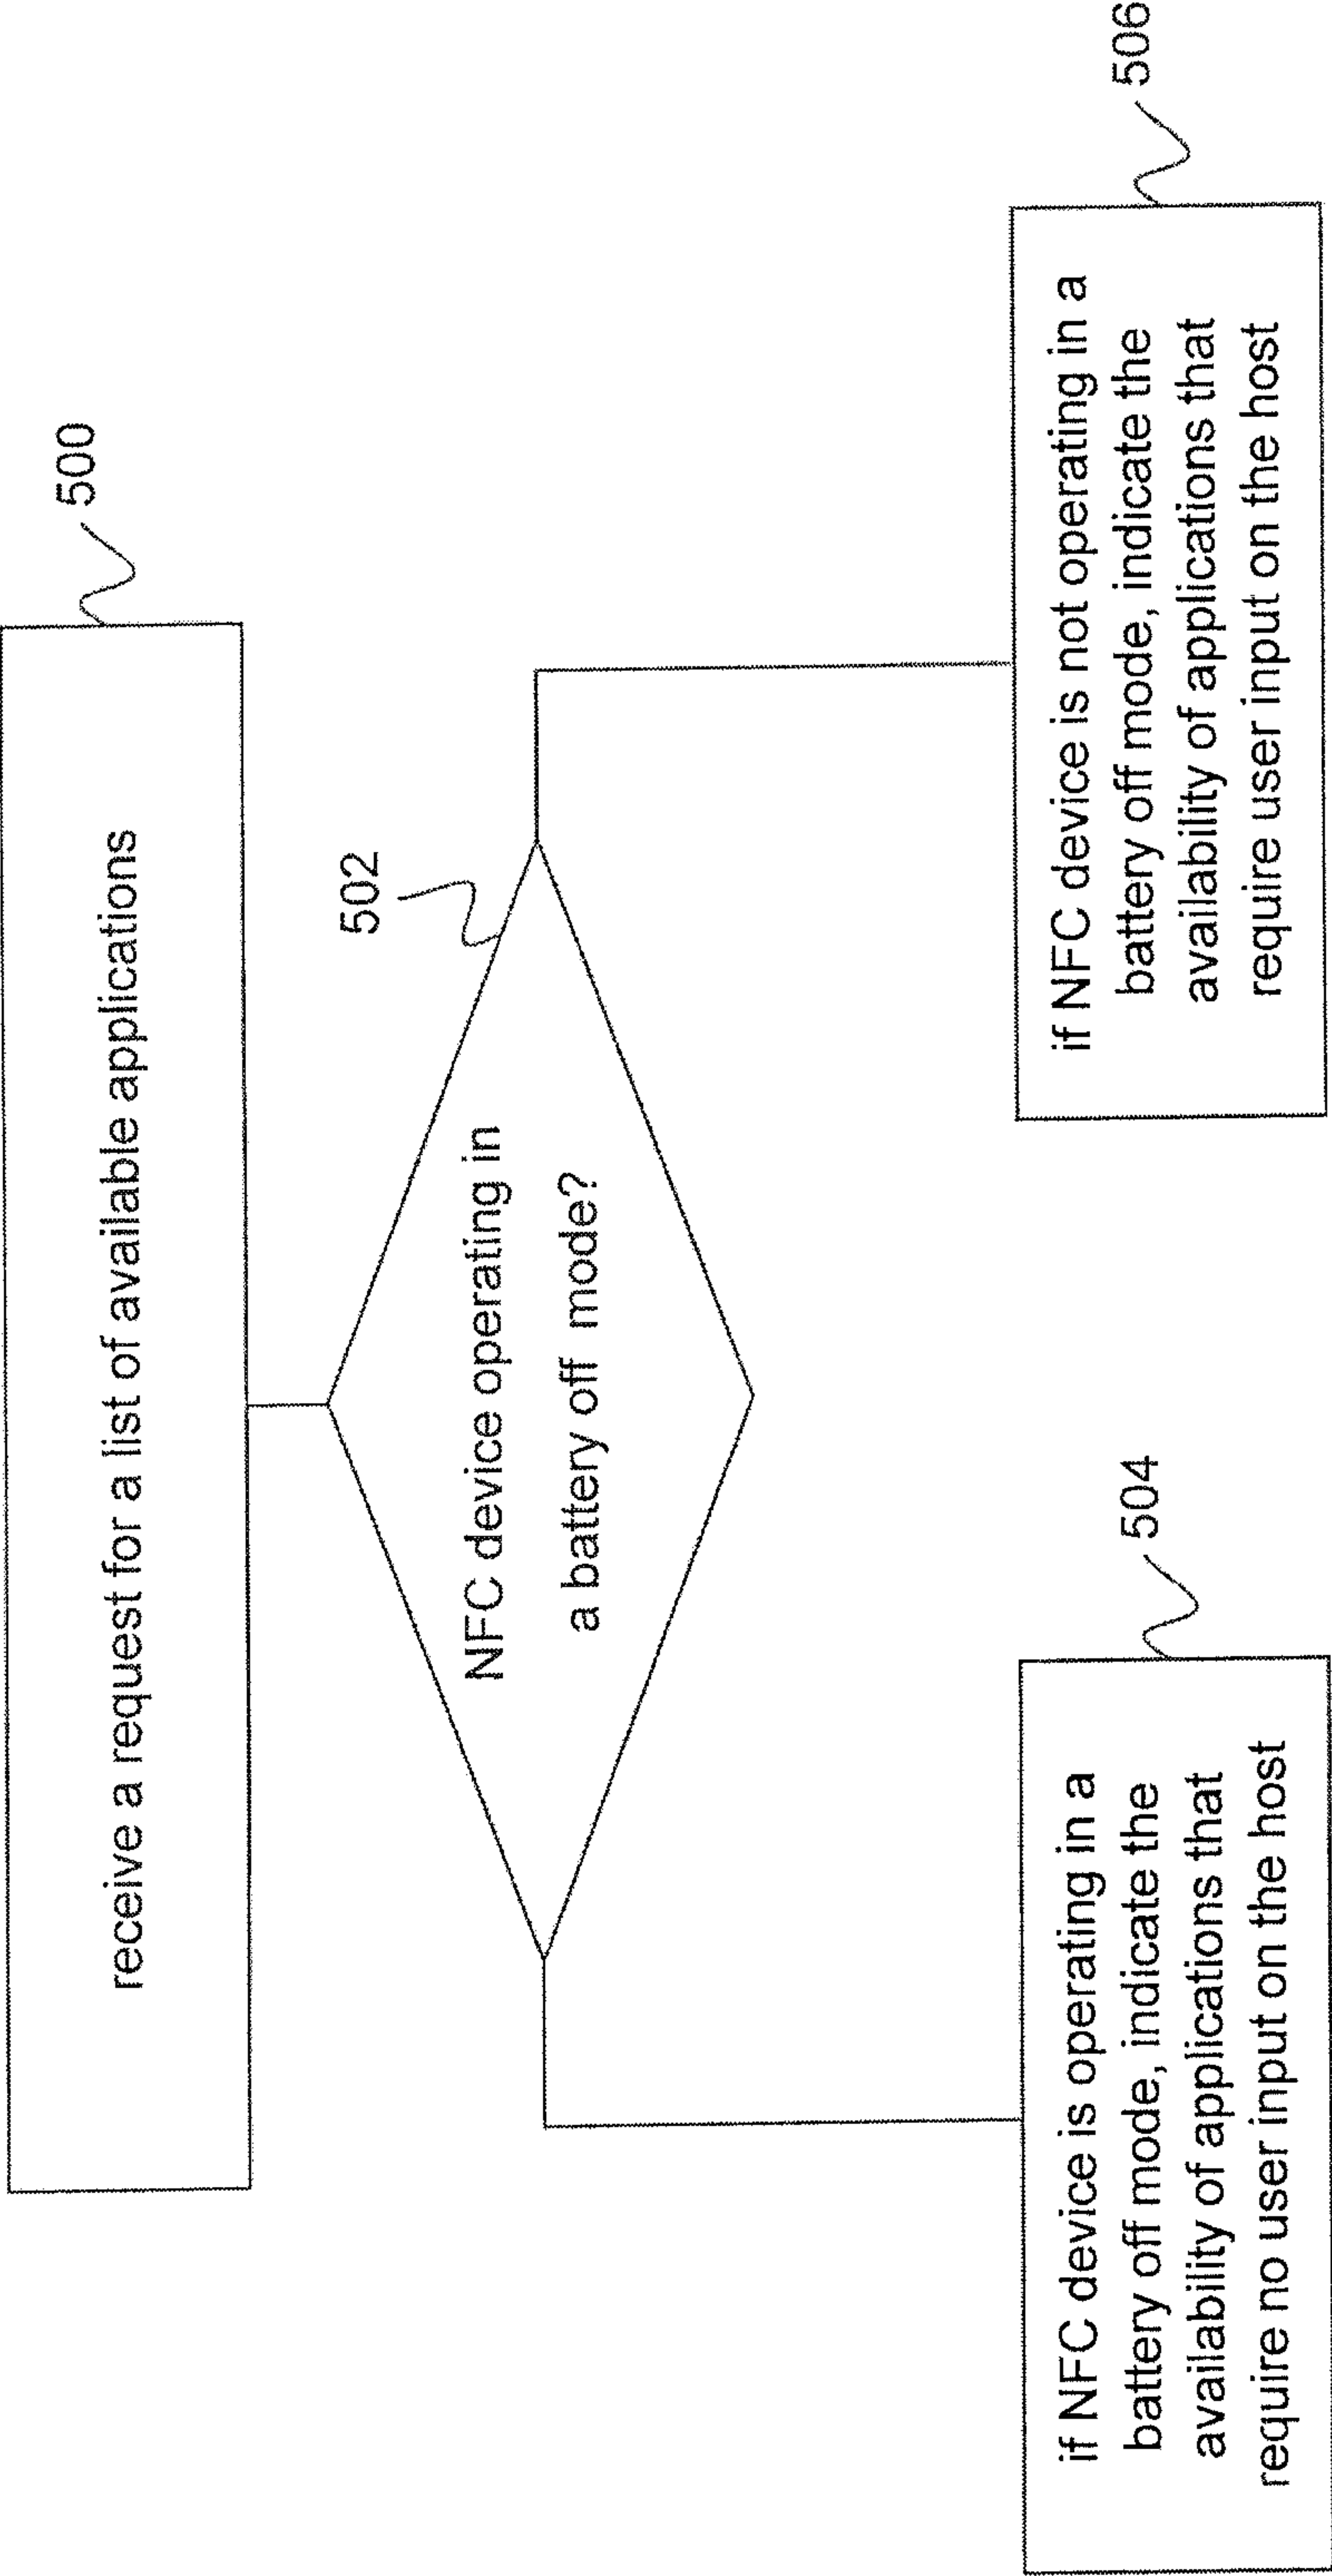 receive a request for a list of available applications
500
502
NFC device operating in
a battery off mode?
if NFC device is operating in a
battery off mode, indicate the
availability of applications that
require no user input on the host
504
if NFC device is not operating in a
battery off mode, indicate the
availability of applications that
require user input on the host
506